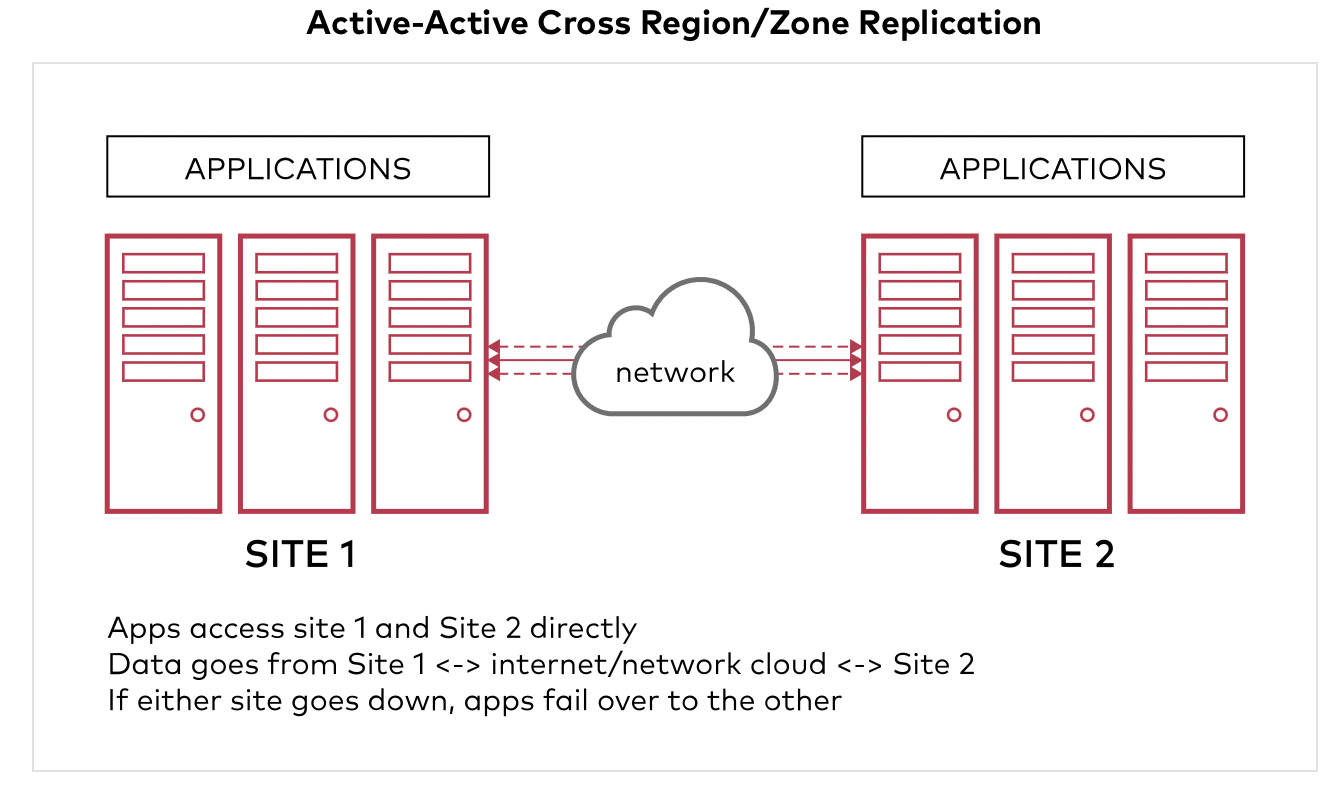 Active-Active Cross Region/Zone Replication
APPLICATIONS
APPLICATIONS
network
SITE 1
SITE 2
Apps access site 1 and Site 2 directly
Data goes from Site 1 <-> internet/network cloud <-> Site 2
If either site goes down, apps fail over to the other